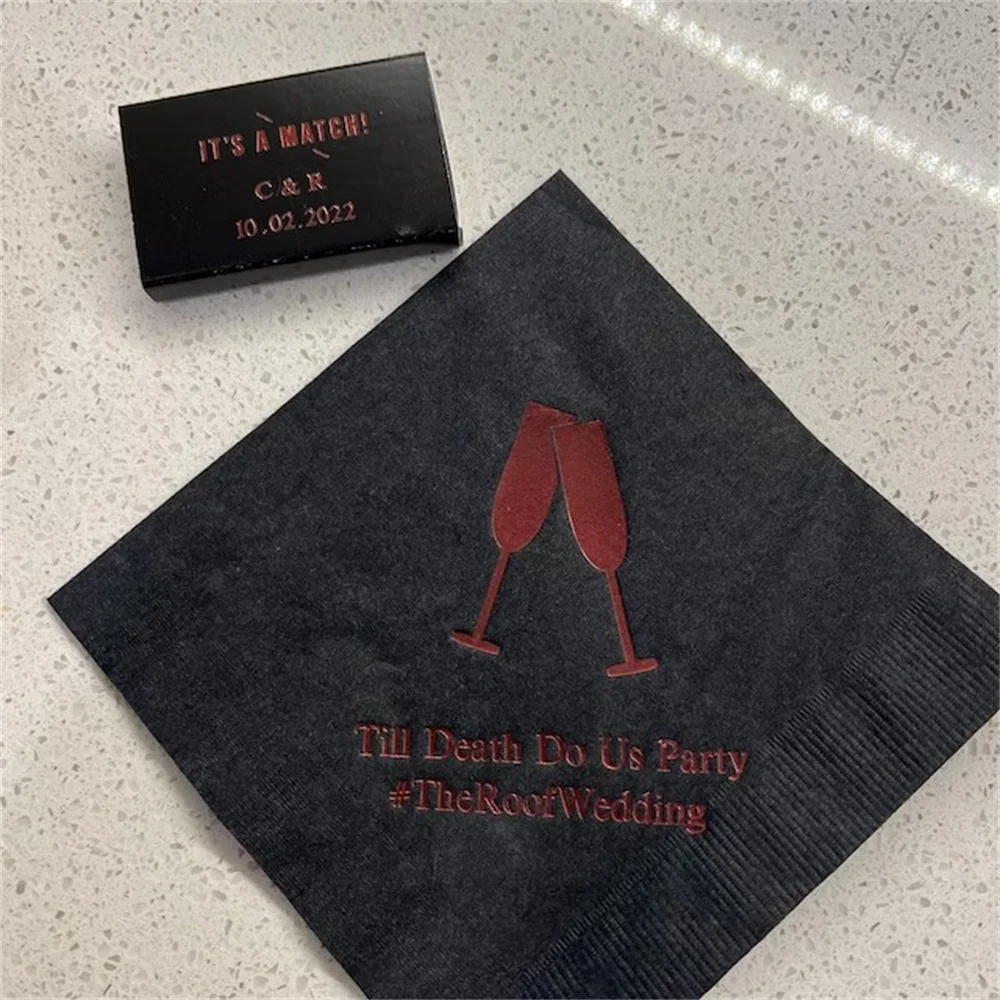 IT'S A MATCH!
C & R
10.02.2022
Till Death Do Us Party
#TheRoofWedding